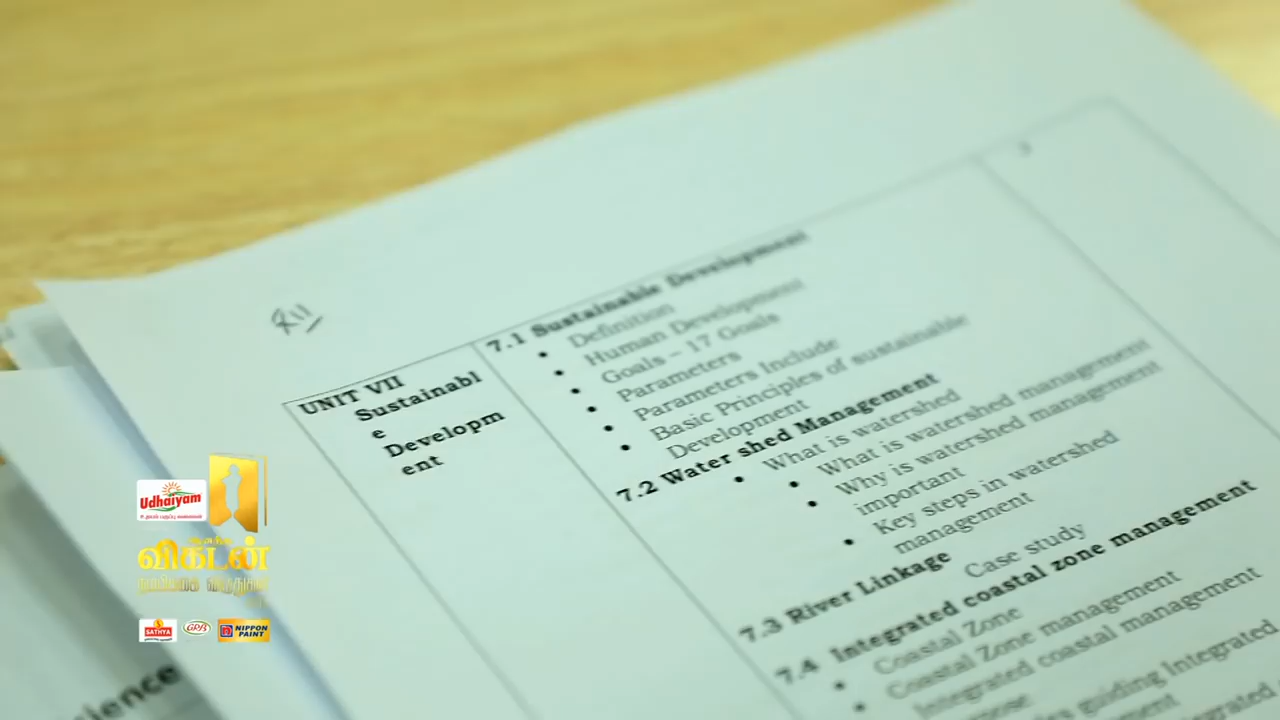 UNIT VII
Sustainabl
e
Developm
ent
7.1 Sustainable Development
• Definition
• Human Development
• Goals – 17 Goals
• Parameters
• Parameters Include
• Basic Principles of sustainable
Development
7.2 Water shed Management
• What is watershed
• What is watershed management
• Why is watershed management
important
• Key steps in watershed
management
7.3 River Linkage
Case study
7.4 Integrated coastal zone management
• Coastal Zone
• Coastal Zone management
Integrated coastal management
guiding Integrated
Udhaiyam
விகடன்
SATHYA
GRB
NIPPON
PAINT